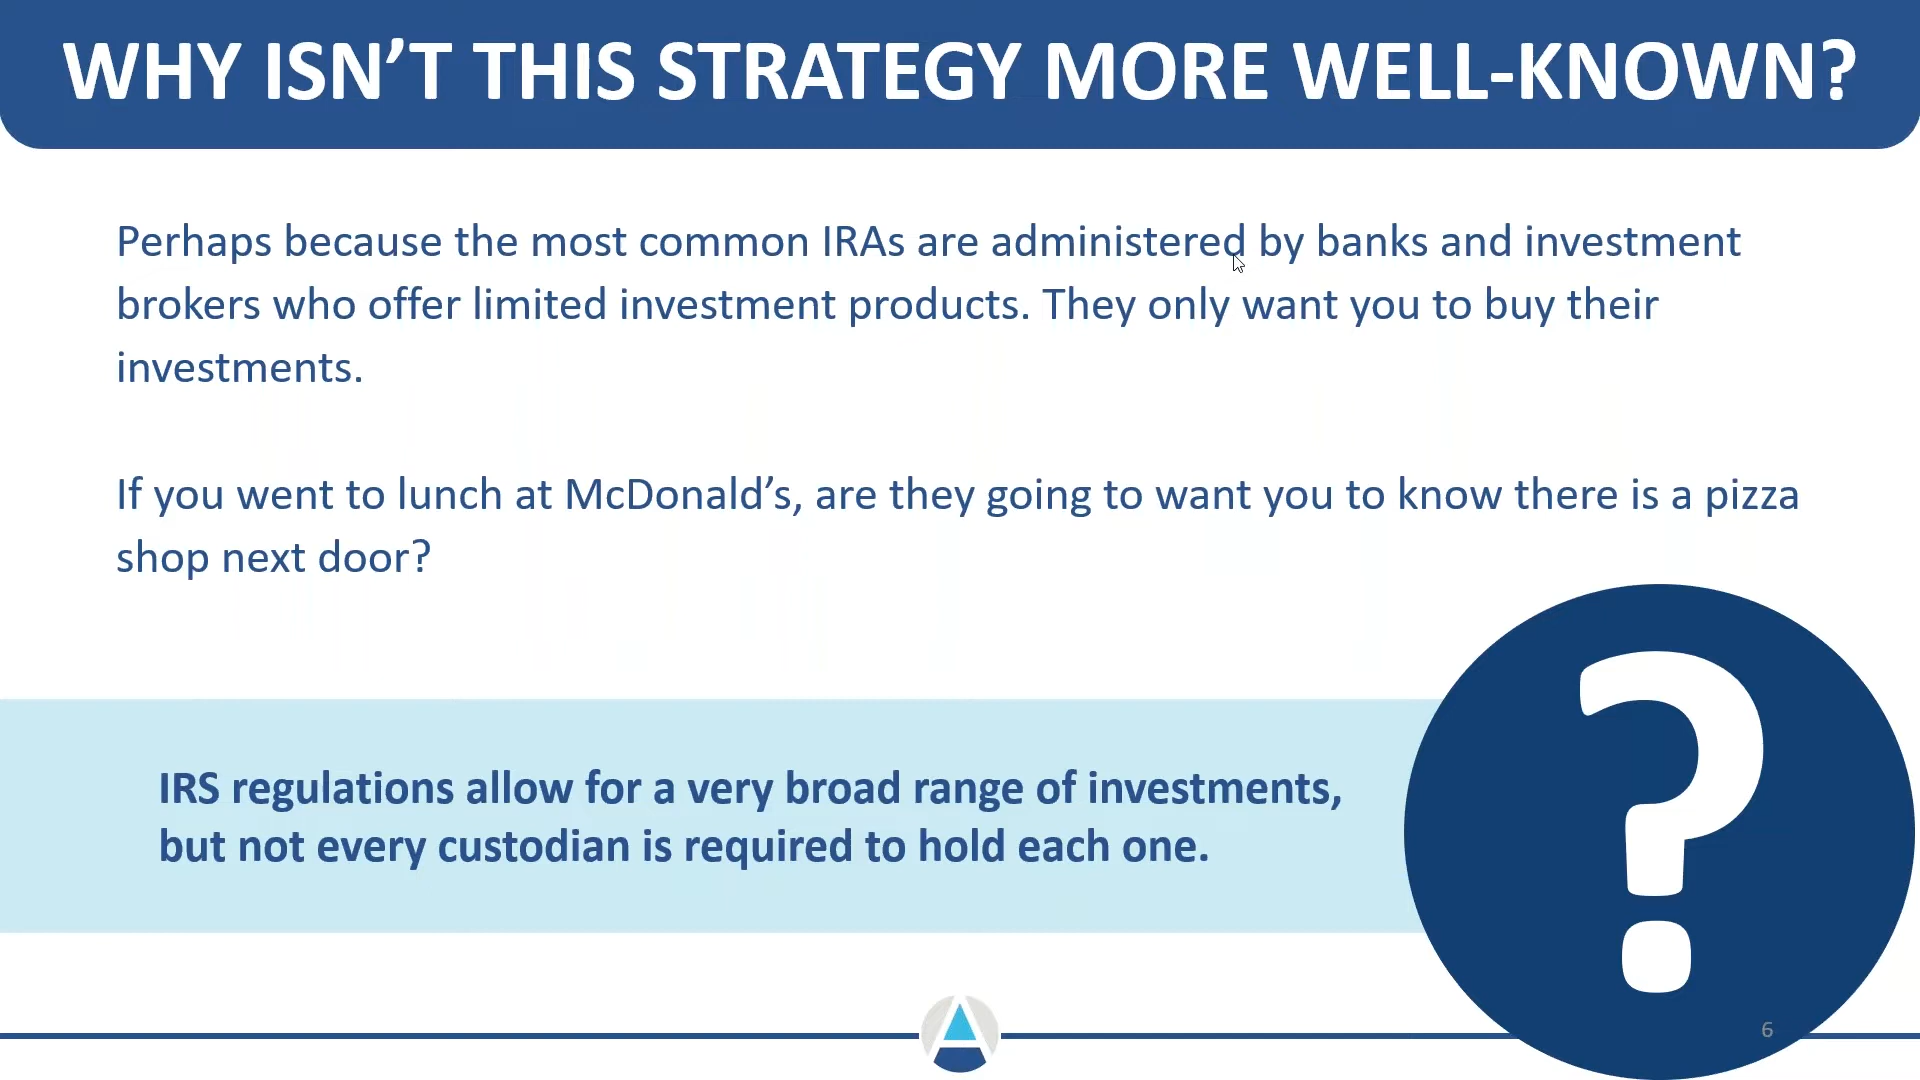 WHY ISN’T THIS STRATEGY MORE WELL-KNOWN?
Perhaps because the most common IRAs are administered by banks and investment
brokers who offer limited investment products. They only want you to buy their
investments.
If you went to lunch at McDonald’s, are they going to want you to know there is a pizza
shop next door?
IRS regulations allow for a very broad range of investments,
but not every custodian is required to hold each one.
?
6